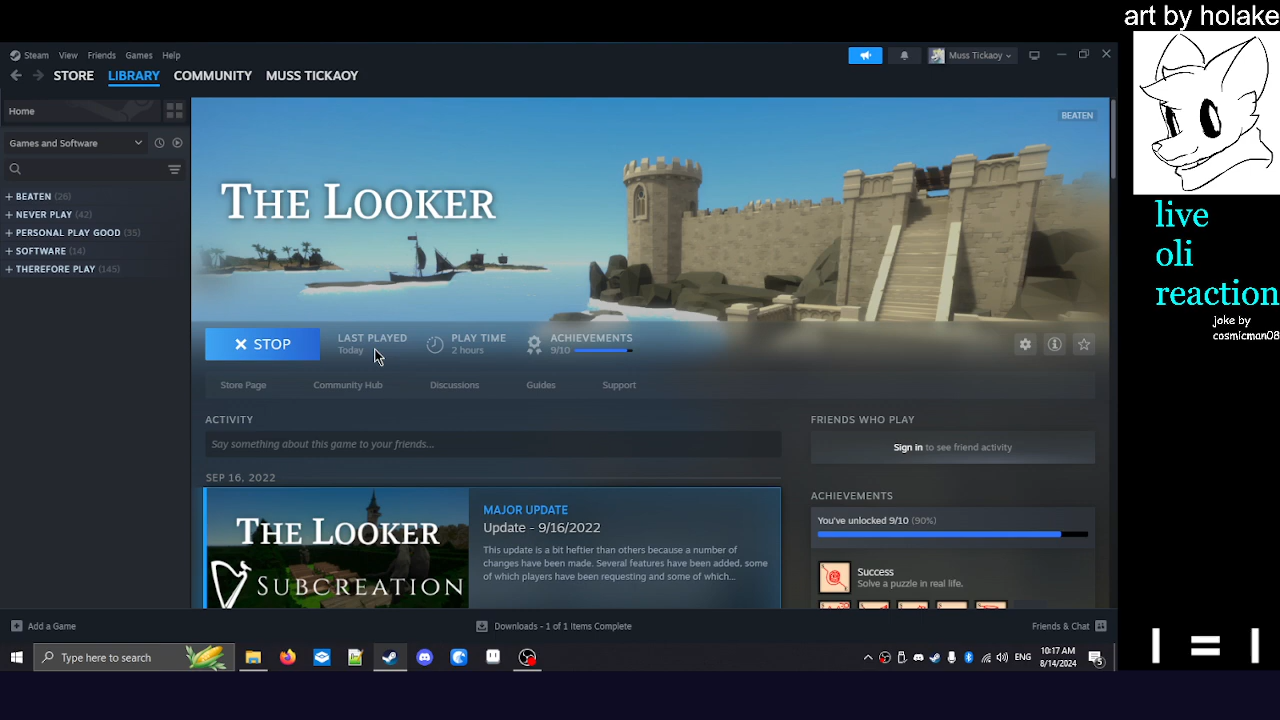 art by holake
Steam View Friends Games Help
Muss Tickaoy
STORE LIBRARY COMMUNITY MUSS TICKAOY
Home
BEATEN
Games and Software
+ BEATEN (26)
+ NEVER PLAY (42)
+ PERSONAL PLAY GOOD (35)
+ SOFTWARE (14)
+ THEREFORE PLAY (145)
THE LOOKER
live
oli
reaction
joke by
cosmicman08
STOP
LAST PLAYED
Today
PLAY TIME
2 hours
ACHIEVEMENTS
9/10
Store Page Community Hub Discussions Guides Support
ACTIVITY
Say something about this game to your friends...
SEP 16, 2022
THE LOOKER
SUBCREATION
MAJOR UPDATE
Update - 9/16/2022
This update is a bit heftier than others because a number of
changes have been made. Several features have been added, some
of which players have been requesting and some of which...
FRIENDS WHO PLAY
Sign in to see friend activity
ACHIEVEMENTS
You've unlocked 9/10 (90%)
Success
Solve a puzzle in real life.
Add a Game
Downloads - 1 of 1 Items Complete
Friends & Chat
Type here to search
ENG
10:17 AM
8/14/2024
5
| = |